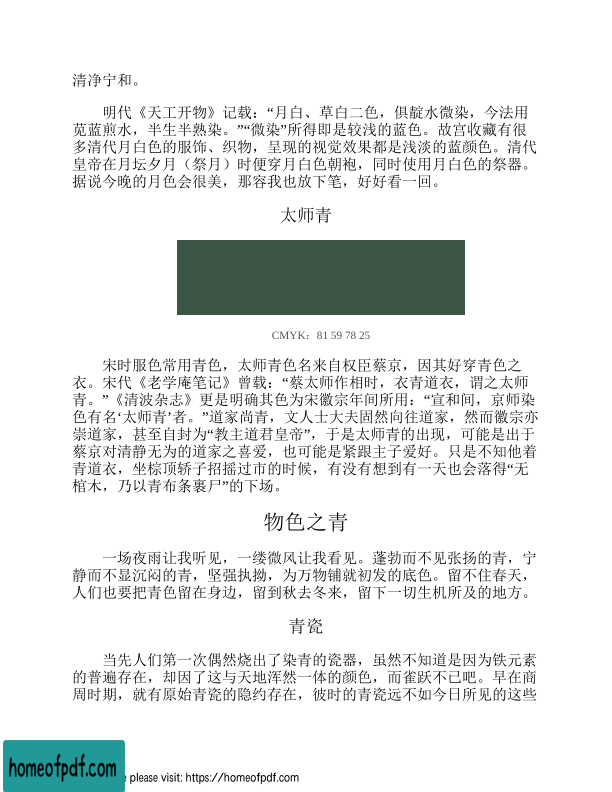 清净宁和。
明代《天工开物》记载：“月白、草白二色，俱靛水微染，今法用
苋蓝煎水，半生半熟染。”“微染”所得即是较浅的蓝色。故宫收藏有很
多清代月白色的服饰、织物，呈现的视觉效果都是浅淡的蓝颜色。清代
皇帝在月坛夕月（祭月）时便穿月白色朝袍，同时使用月白色的祭器。
据说今晚的月色会很美，那容我也放下笔，好好看一回。
太师青
CMYK：81 59 78 25
宋时服色常用青色，太师青色名来自权臣蔡京，因其好穿青色之
衣。宋代《老学庵笔记》曾载：“蔡太师作相时，衣青道衣，谓之太师
青。”《清波杂志》更是明确其色为宋徽宗年间所用：“宣和间，京师染
色有名‘太师青’者。”道家尚青，文人士大夫固然向往道家，然而徽宗亦
崇道家，甚至自封为“教主道君皇帝”，于是太师青的出现，可能是出于
蔡京对清静无为的道家之喜爱，也可能是紧跟主子爱好。只是不知他着
青道衣，坐棕顶轿子招摇过市的时候，有没有想到有一天也会落得“无
棺木，乃以青布条裹尸”的下场。
物色之青
一场夜雨让我听见，一缕微风让我看见。蓬勃而不见张扬的青，宁
静而不显沉闷的青，坚强执拗，为万物铺就初发的底色。留不住春天，
人们也要把青色留在身边，留到秋去冬来，留下一切生机所及的地方。
青瓷
当先人们第一次偶然烧出了染青的瓷器，虽然不知道是因为铁元素
的普遍存在，却因了这与天地浑然一体的颜色，而雀跃不已吧。早在商
周时期，就有原始青瓷的隐约存在，彼时的青瓷远不如今日所见的这些
homeofpdf.com
e please visit: https://homeofpdf.com